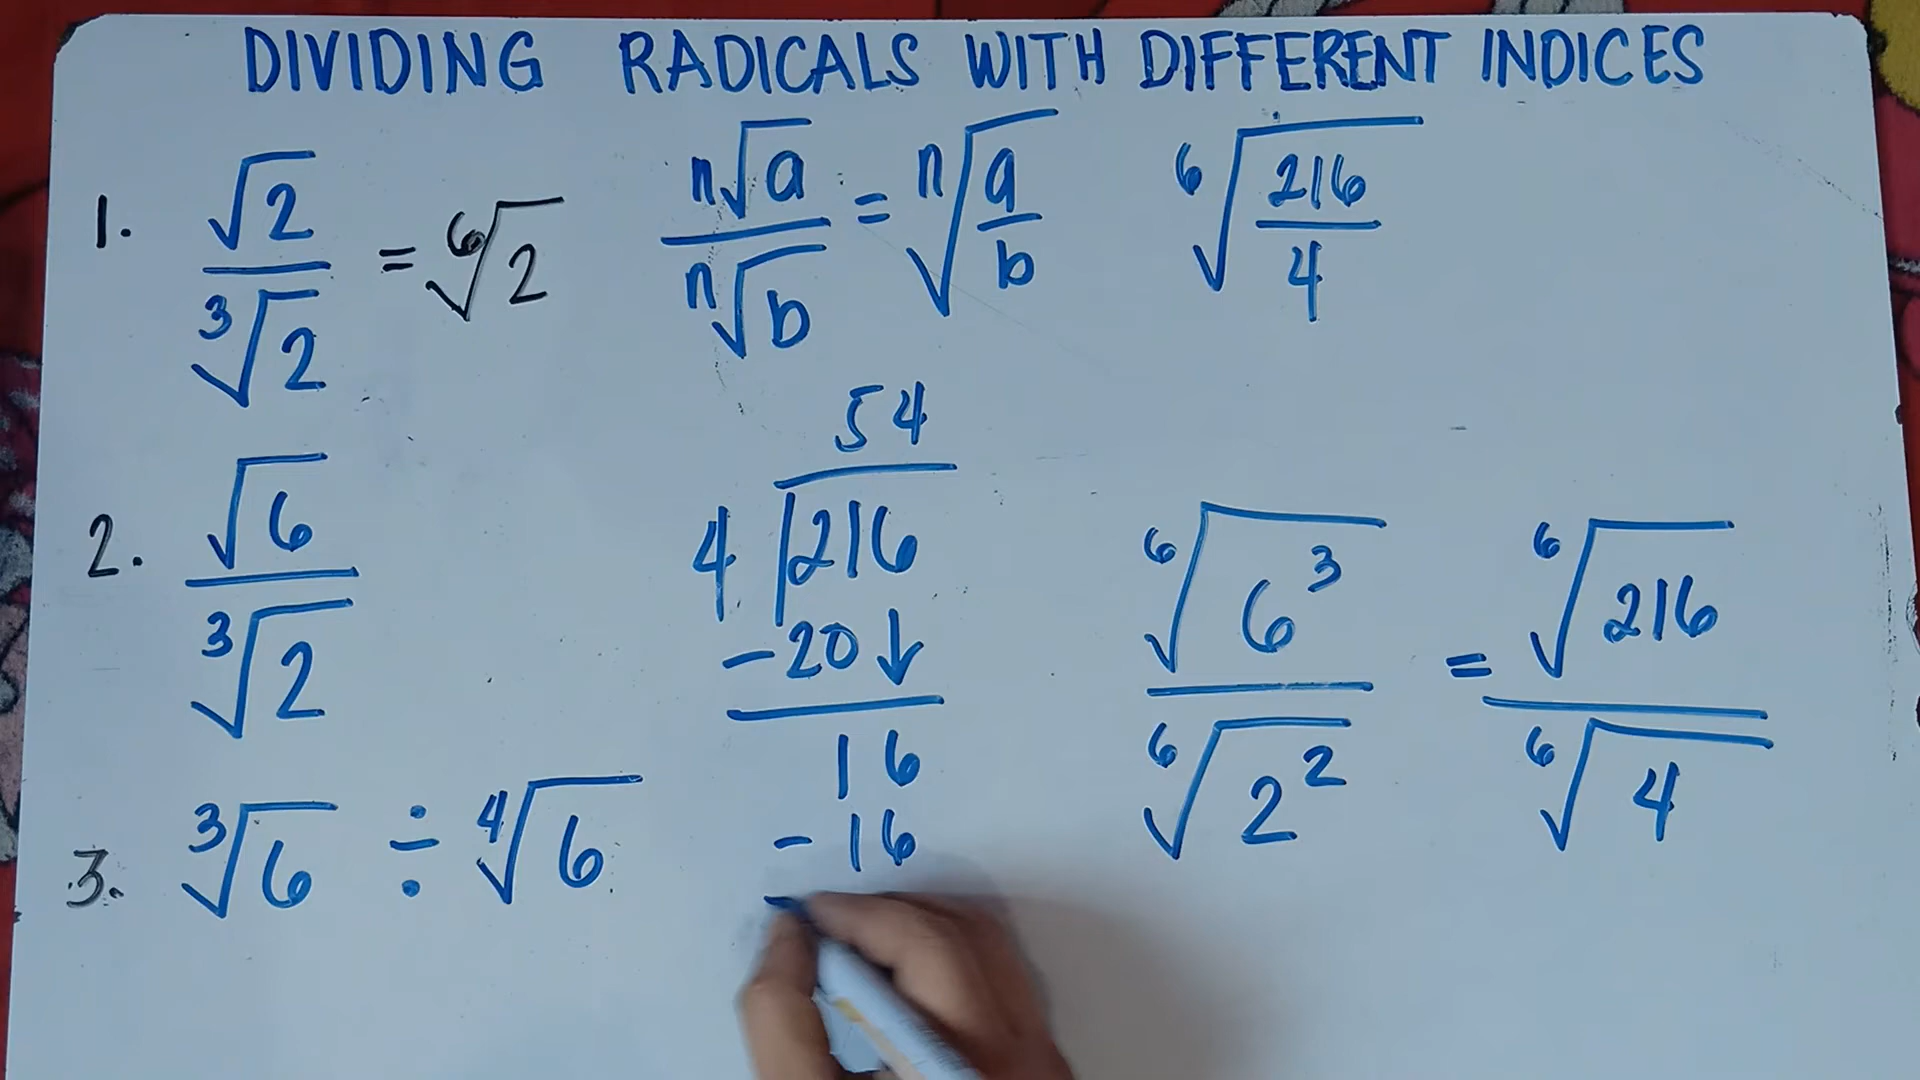 DIVIDING RADICALS WITH DIFFERENT INDICES
1. √2 / ³√2 = ⁶√2
ⁿ√a / ⁿ√b = ⁿ√(a/b)
⁶√(216/4)
2. √6 / ³√2
54
4 216
-20↓
16
-16
⁶√6³ / ⁶√2² = ⁶√216 / ⁶√4
3. ³√6 ÷ ⁴√6